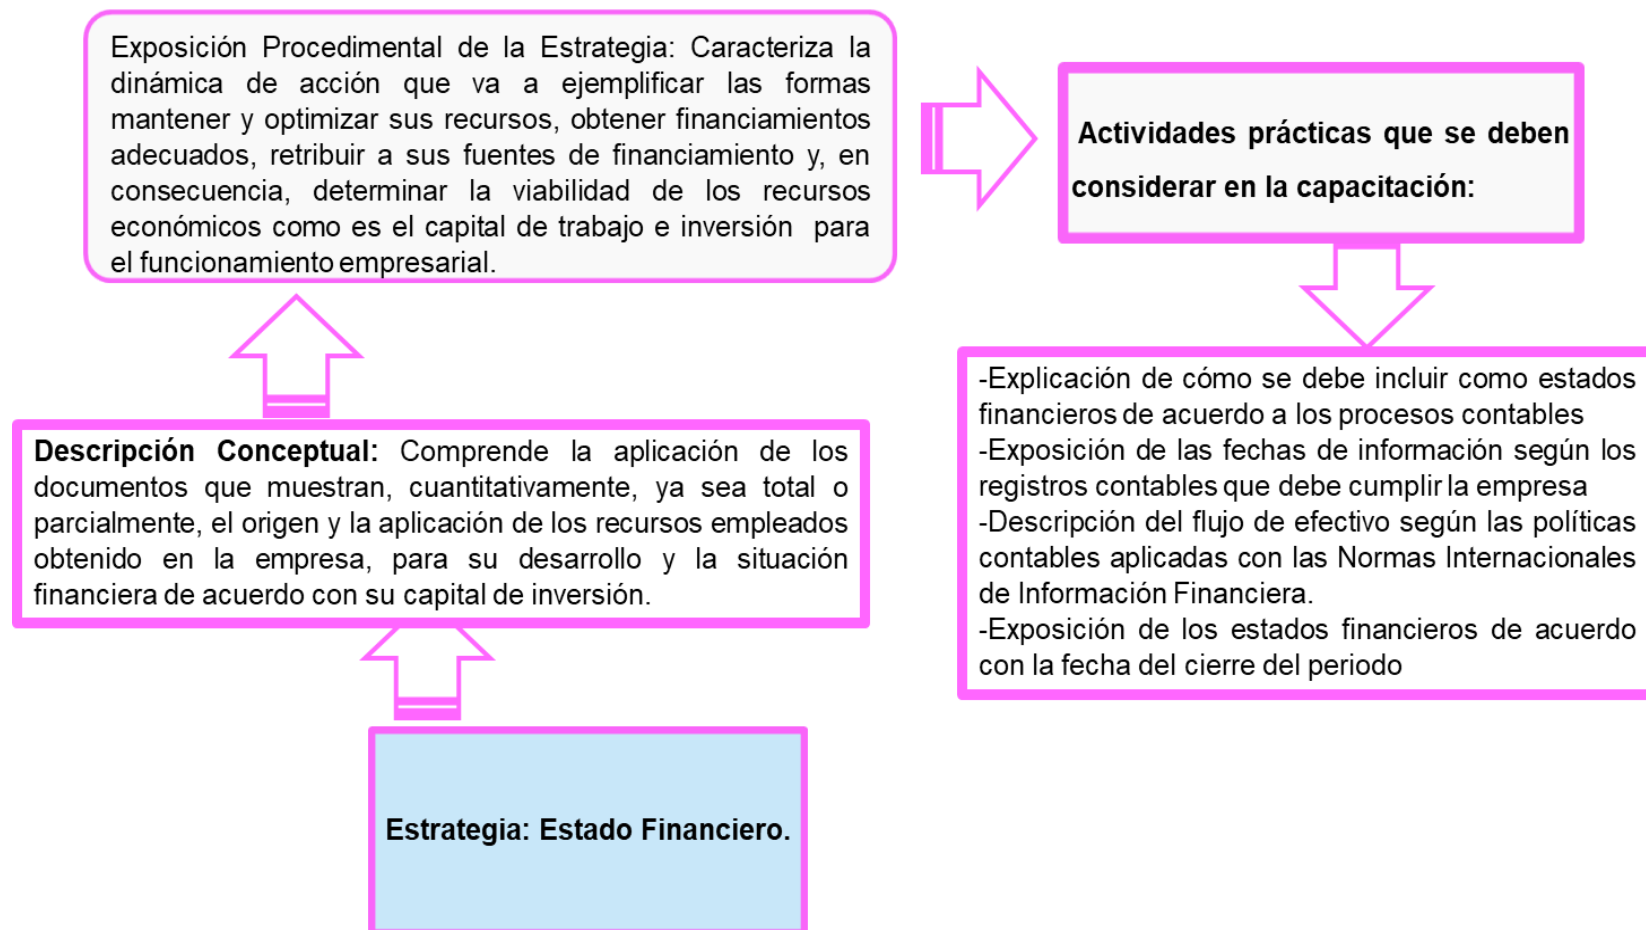 Exposición Procedimental de la Estrategia: Caracteriza la
dinámica de acción que va a ejemplificar las formas
mantener y optimizar sus recursos, obtener financiamientos
adecuados, retribuir a sus fuentes de financiamiento y, en
consecuencia, determinar la viabilidad de los recursos
económicos como es el capital de trabajo e inversión para
el funcionamiento empresarial.
Actividades prácticas que se deben
considerar en la capacitación:
-Explicación de cómo se debe incluir como estados
financieros de acuerdo a los procesos contables
-Exposición de las fechas de información según los
registros contables que debe cumplir la empresa
-Descripción del flujo de efectivo según las políticas
contables aplicadas con las Normas Internacionales
de Información Financiera.
-Exposición de los estados financieros de acuerdo
con la fecha del cierre del periodo
Descripción Conceptual: Comprende la aplicación de los
documentos que muestran, cuantitativamente, ya sea total o
parcialmente, el origen y la aplicación de los recursos empleados
obtenido en la empresa, para su desarrollo y la situación
financiera de acuerdo con su capital de inversión.
Estrategia: Estado Financiero.